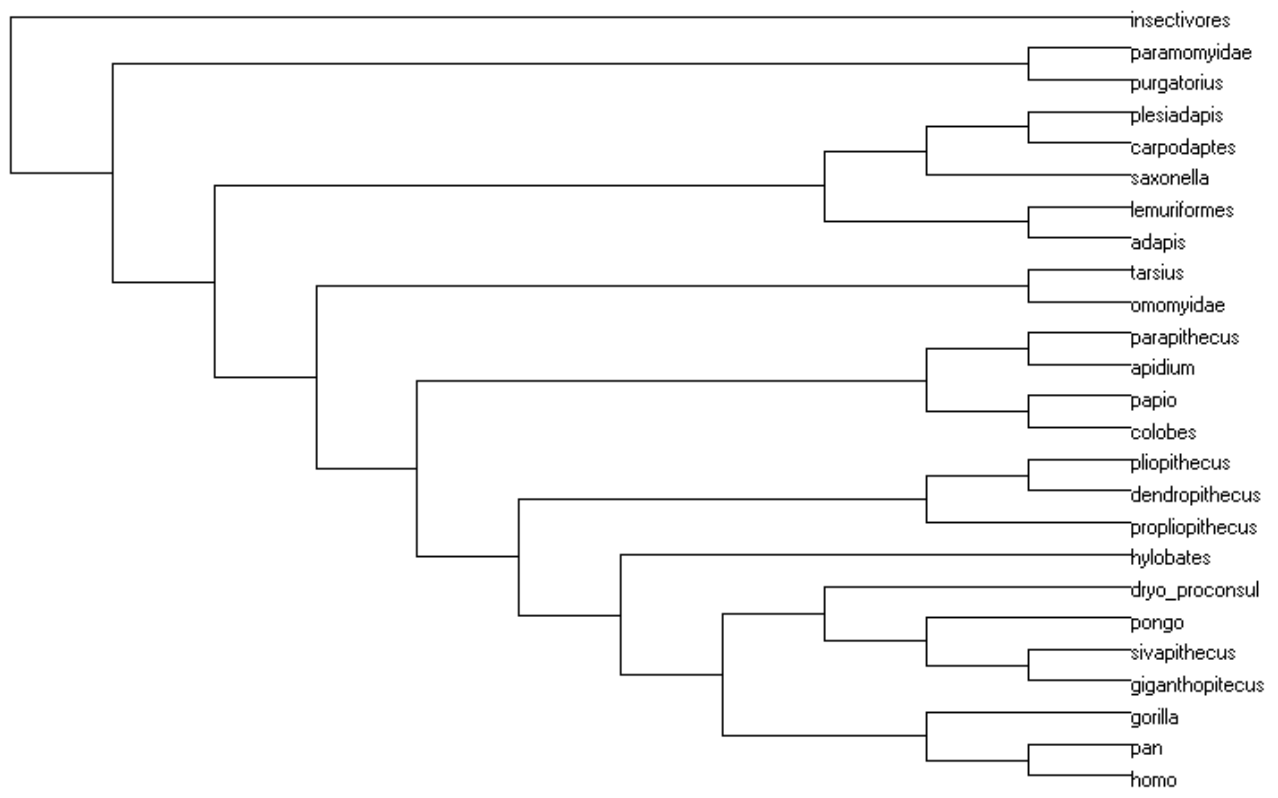 insectivores
paramomyidae
purgatorius
plesiadapis
carpodaptes
saxonella
lemuriformes
adapis
tarsius
omomyidae
parapithecus
apidium
papio
colobes
pliopithecus
dendropithecus
propliopithecus
hylobates
dryo_proconsul
pongo
sivapithecus
giganthopitecus
gorilla
pan
homo